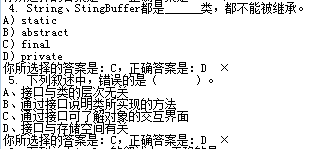 4. String、StingBuffer都是______类，都不能被继承。
A) static
B) abstract
C) final
D) private
你所选择的答案是: C，正确答案是: D ×
5. 下列叙述中，错误的是（      ）。
A、接口与类的层次无关
B、通过接口说明类所实现的方法
C、通过接口可了解对象的交互界面
D、接口与存储空间有关
你所选择的答案是: C，正确答案是: D ×